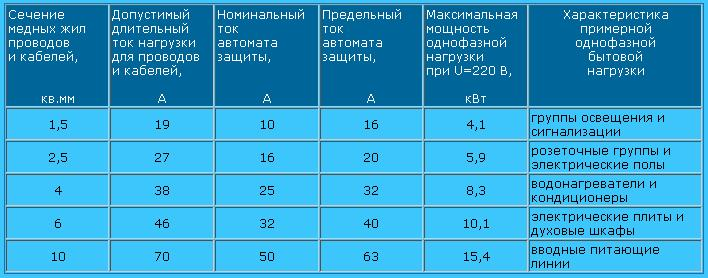 Сечение медных жил проводов и кабелей, кв.мм
Допустимый длительный ток нагрузки для проводов и кабелей, А
Номинальный ток автомата защиты, А
Предельный ток автомата защиты, А
Максимальная мощность однофазной нагрузки при U=220 В, кВт
Характеристика примерной однофазной бытовой нагрузки
1,5 19 10 16 4,1 группы освещения и сигнализации
2,5 27 16 20 5,9 розеточные группы и электрические полы
4 38 25 32 8,3 водонагреватели и кондиционеры
6 46 32 40 10,1 электрические плиты и духовые шкафы
10 70 50 63 15,4 вводные питающие линии